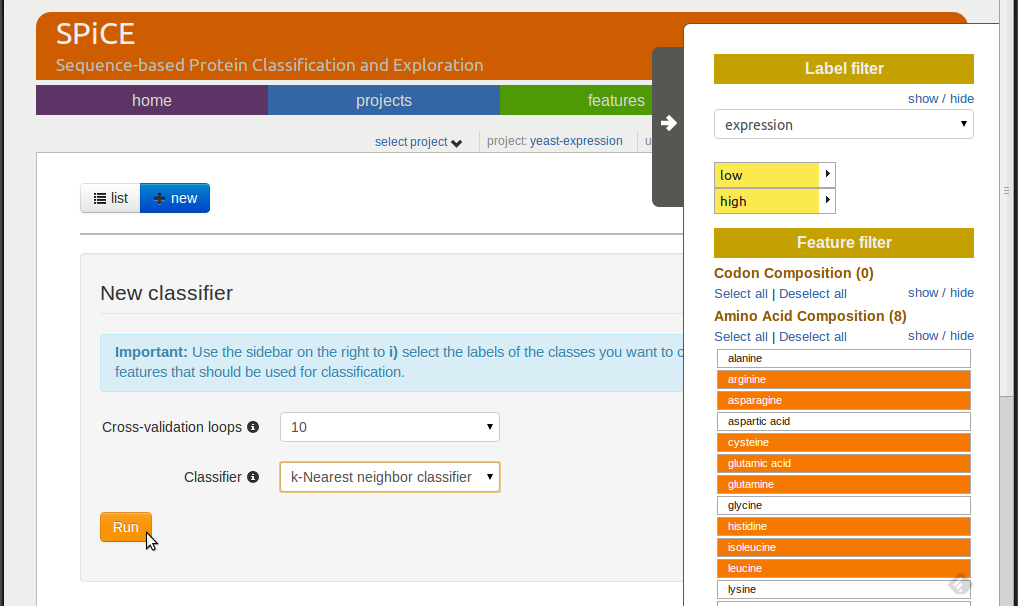 SPiCE
Sequence-based Protein Classification and Exploration
home
projects
features
select project
project: yeast-expression
u
list
new
New classifier
Important: Use the sidebar on the right to i) select the labels of the classes you want to c
features that should be used for classification.
Cross-validation loops
10
Classifier
k-Nearest neighbor classifier
Run
Label filter
show / hide
expression
low
high
Feature filter
Codon Composition (0)
Select all | Deselect all
show / hide
Amino Acid Composition (8)
Select all | Deselect all
show / hide
alanine
arginine
asparagine
aspartic acid
cysteine
glutamic acid
glutamine
glycine
histidine
isoleucine
leucine
lysine